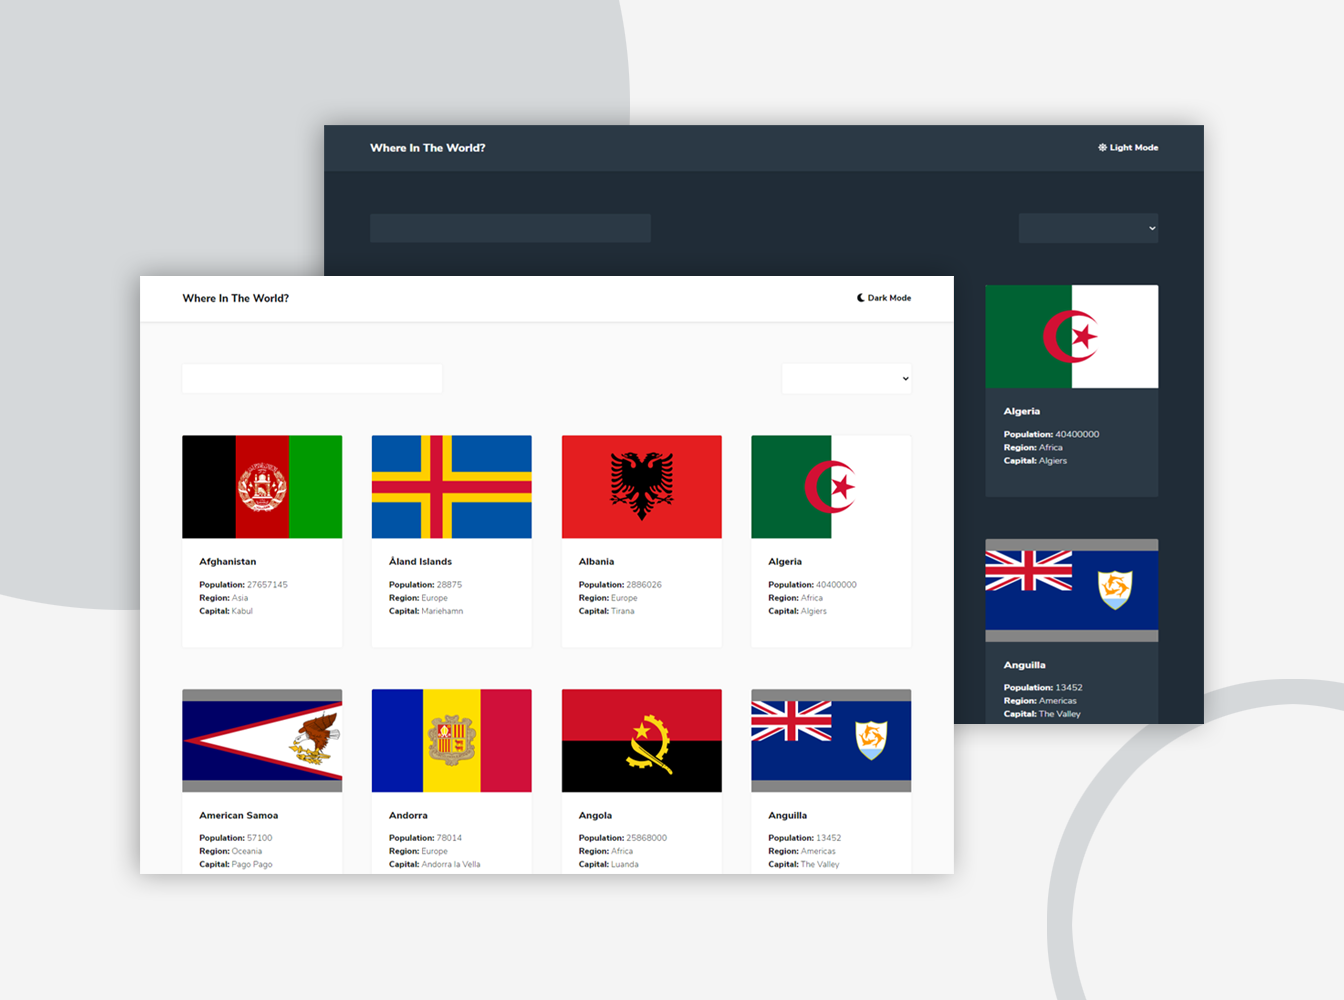 Where In The World?
Light Mode
Algeria
Population: 40400000
Region: Africa
Capital: Algiers
Anguilla
Population: 13452
Region: Americas
Capital: The Valley
Where In The World?
Dark Mode
Afghanistan
Population: 27657145
Region: Asia
Capital: Kabul
Åland Islands
Population: 28875
Region: Europe
Capital: Mariehamn
Albania
Population: 2886026
Region: Europe
Capital: Tirana
Algeria
Population: 40400000
Region: Africa
Capital: Algiers
American Samoa
Population: 57100
Region: Oceania
Capital: Pago Pago
Andorra
Population: 78014
Region: Europe
Capital: Andorra la Vella
Angola
Population: 25868000
Region: Africa
Capital: Luanda
Anguilla
Population: 13452
Region: Americas
Capital: The Valley